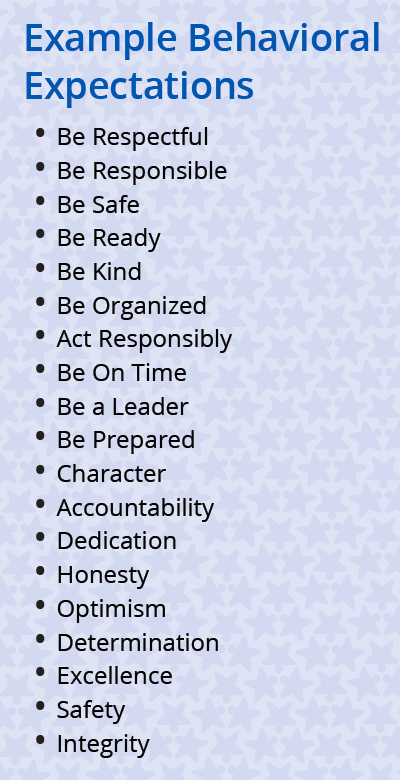 Example Behavioral
Expectations
• Be Respectful
• Be Responsible
• Be Safe
• Be Ready
• Be Kind
• Be Organized
• Act Responsibly
• Be On Time
• Be a Leader
• Be Prepared
• Character
• Accountability
• Dedication
• Honesty
• Optimism
• Determination
• Excellence
• Safety
• Integrity